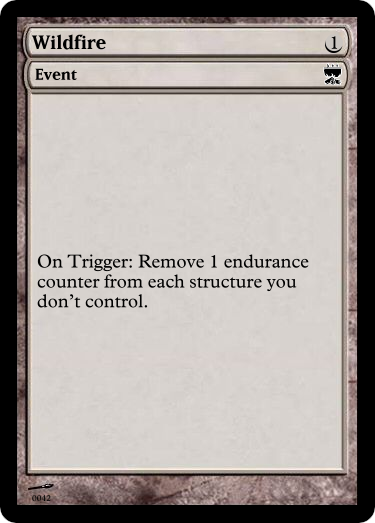 Wildfire 1
Event
On Trigger: Remove 1 endurance
counter from each structure you
don't control.
0042